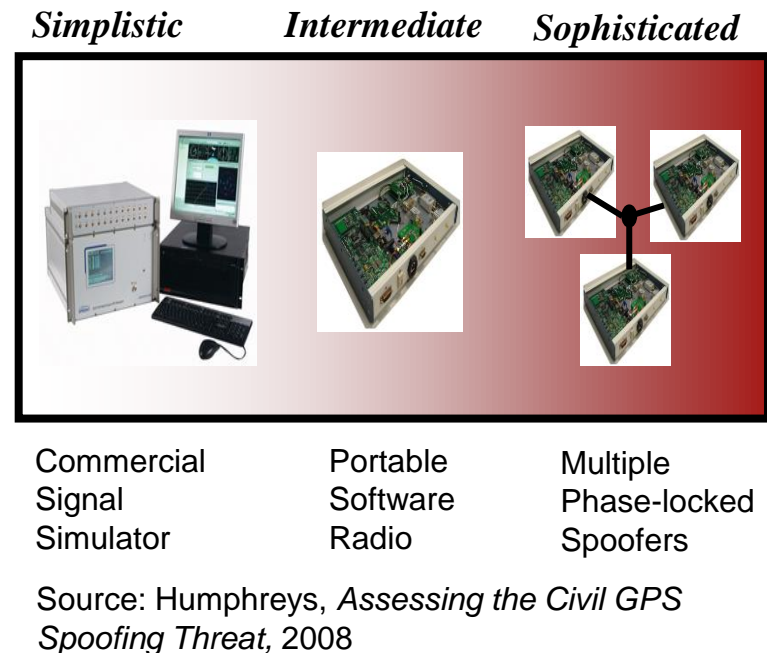 Simplistic Intermediate Sophisticated
Commercial
Signal
Simulator
Portable
Software
Radio
Multiple
Phase-locked
Spoofers
Source: Humphreys, Assessing the Civil GPS
Spoofing Threat, 2008